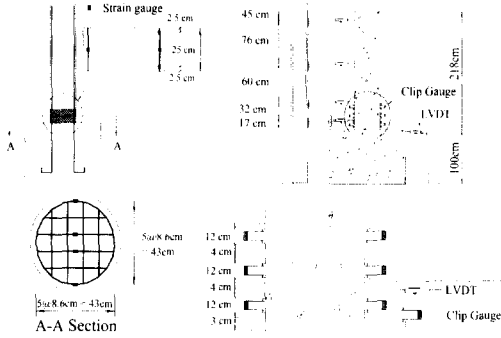 Strain gauge
2.5 cm
25 cm
2.5 cm
A
A
45 cm
76 cm
60 cm
32 cm
17 cm
218cm
100cm
Clip Gauge
LVDT
5@8.6cm
= 43cm
5@8.6cm = 43cm
A-A Section
12 cm
4 cm
12 cm
4 cm
12 cm
3 cm
LVDT
Clip Gauge